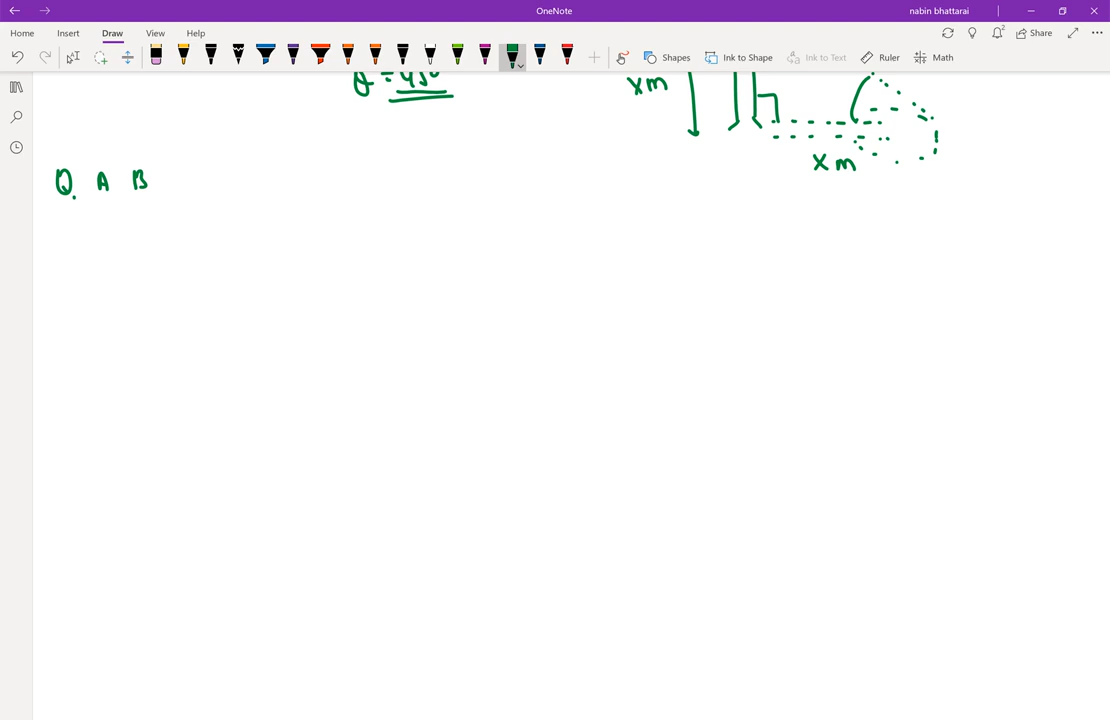 OneNote
nabin bhattarai
Home Insert Draw View Help
Share
Shapes Ink to Shape Ink to Text Ruler Math
θ = 45°
x m
x m
Q. A B